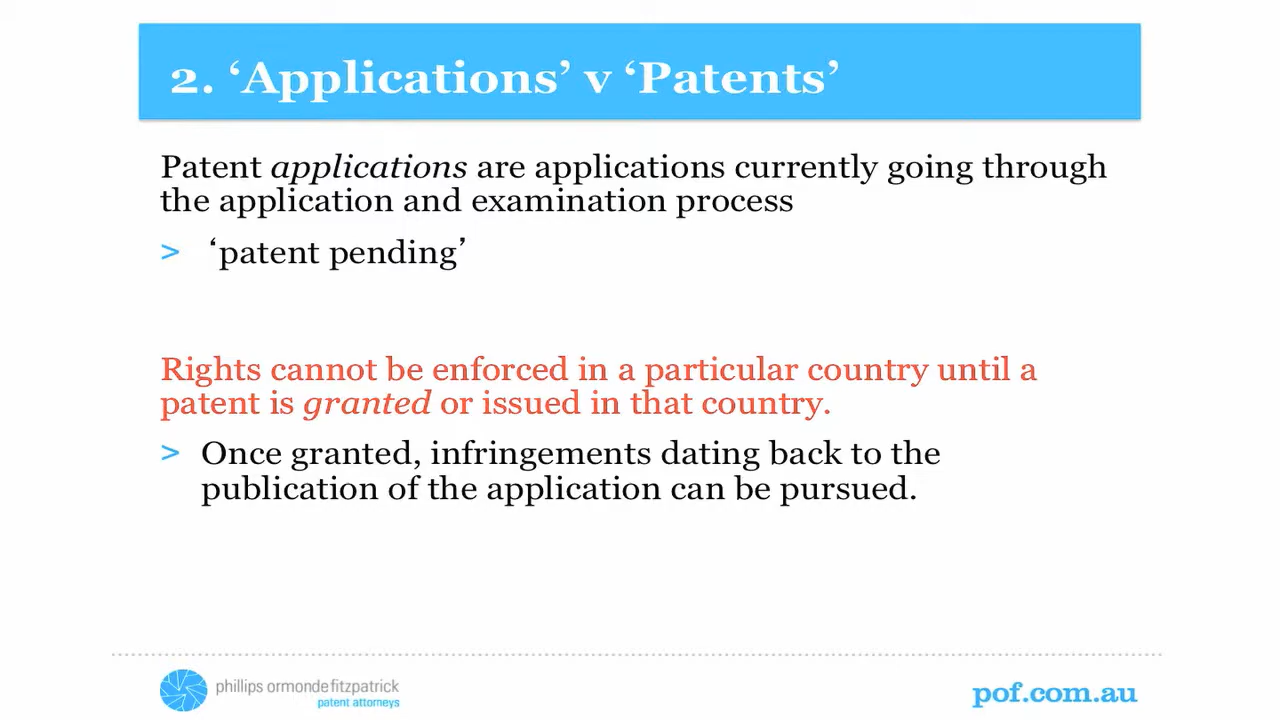 2. ‘Applications’ v ‘Patents’
Patent applications are applications currently going through
the application and examination process
> ‘patent pending’
Rights cannot be enforced in a particular country until a
patent is granted or issued in that country.
> Once granted, infringements dating back to the
publication of the application can be pursued.
phillips ormonde fitzpatrick
patent attorneys
pof.com.au